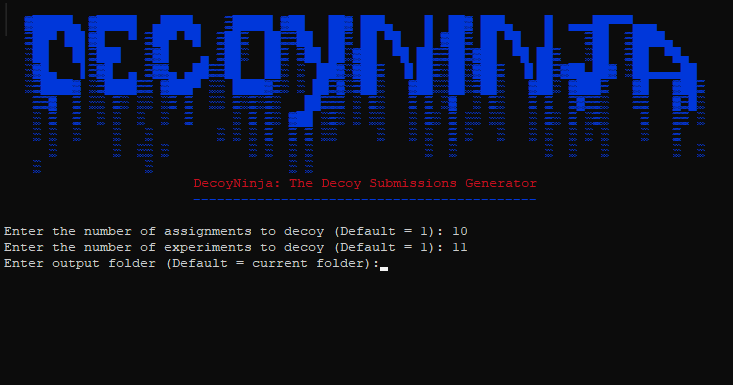 DECOYNINJA
DecoyNinja: The Decoy Submissions Generator
-------------------------------------------
Enter the number of assignments to decoy (Default = 1): 10
Enter the number of experiments to decoy (Default = 1): 11
Enter output folder (Default = current folder):